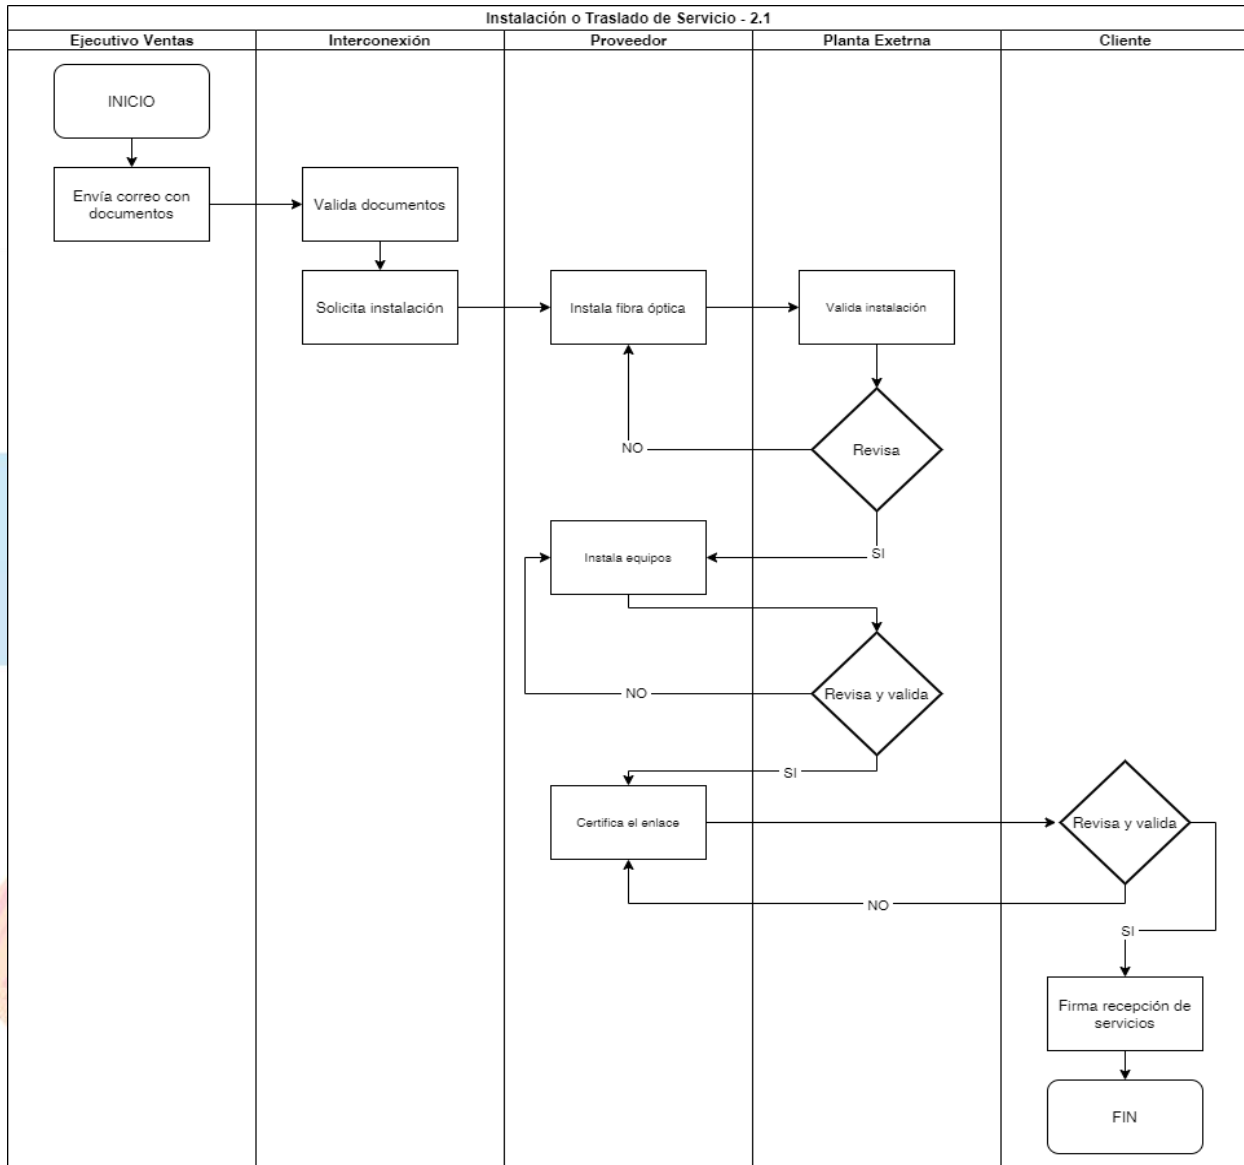 Instalación o Traslado de Servicio - 2.1
Ejecutivo Ventas
Interconexión
Proveedor
Planta Exetrna
Cliente
INICIO
Envía correo con
documentos
Valida documentos
Solicita instalación
Instala fibra óptica
Valida instalación
Revisa
NO
SI
Instala equipos
Revisa y valida
NO
SI
Certifica el enlace
Revisa y valida
NO
SI
Firma recepción de
servicios
FIN